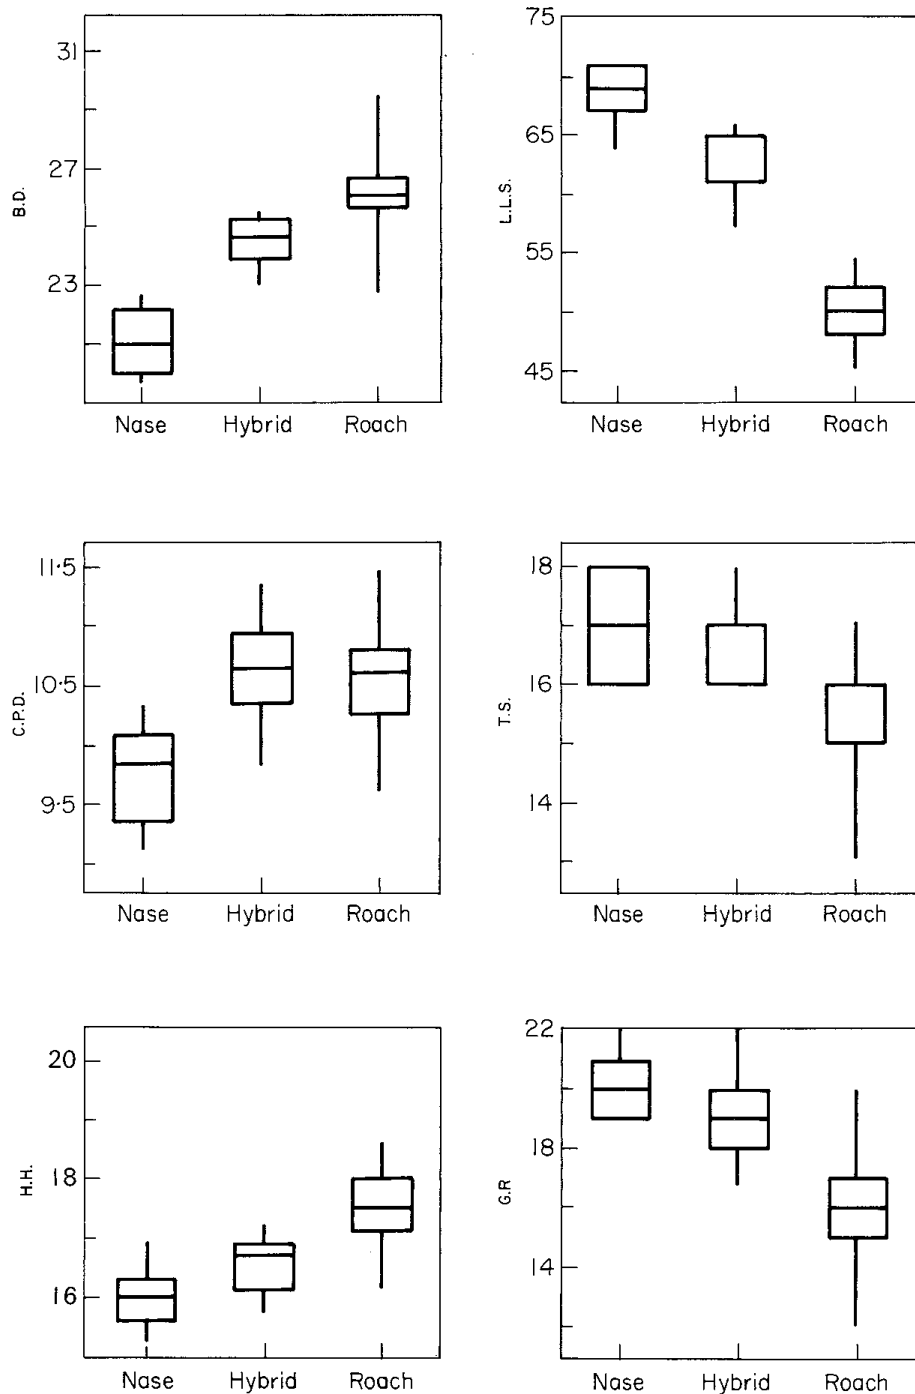 31
27
23
B.D.
Nase Hybrid Roach
75
65
55
45
L.L.S.
Nase Hybrid Roach
11·5
10·5
9·5
C.P.D.
Nase Hybrid Roach
18
16
14
T.S.
Nase Hybrid Roach
20
18
16
H.H.
Nase Hybrid Roach
22
18
14
G.R
Nase Hybrid Roach